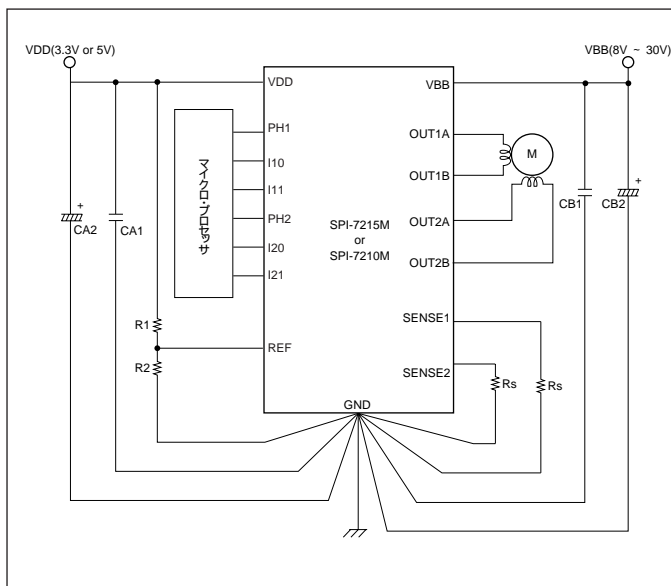 VDD(3.3V or 5V)
VBB(8V ~ 30V)
VDD
VBB
PH1
I10
I11
PH2
I20
I21
マイクロ・プロセッサ
OUT1A
OUT1B
OUT2A
OUT2B
M
SPI-7215M
or
SPI-7210M
+
CA2
CA1
CB1
+
CB2
R1
REF
R2
SENSE1
SENSE2
Rs
Rs
GND